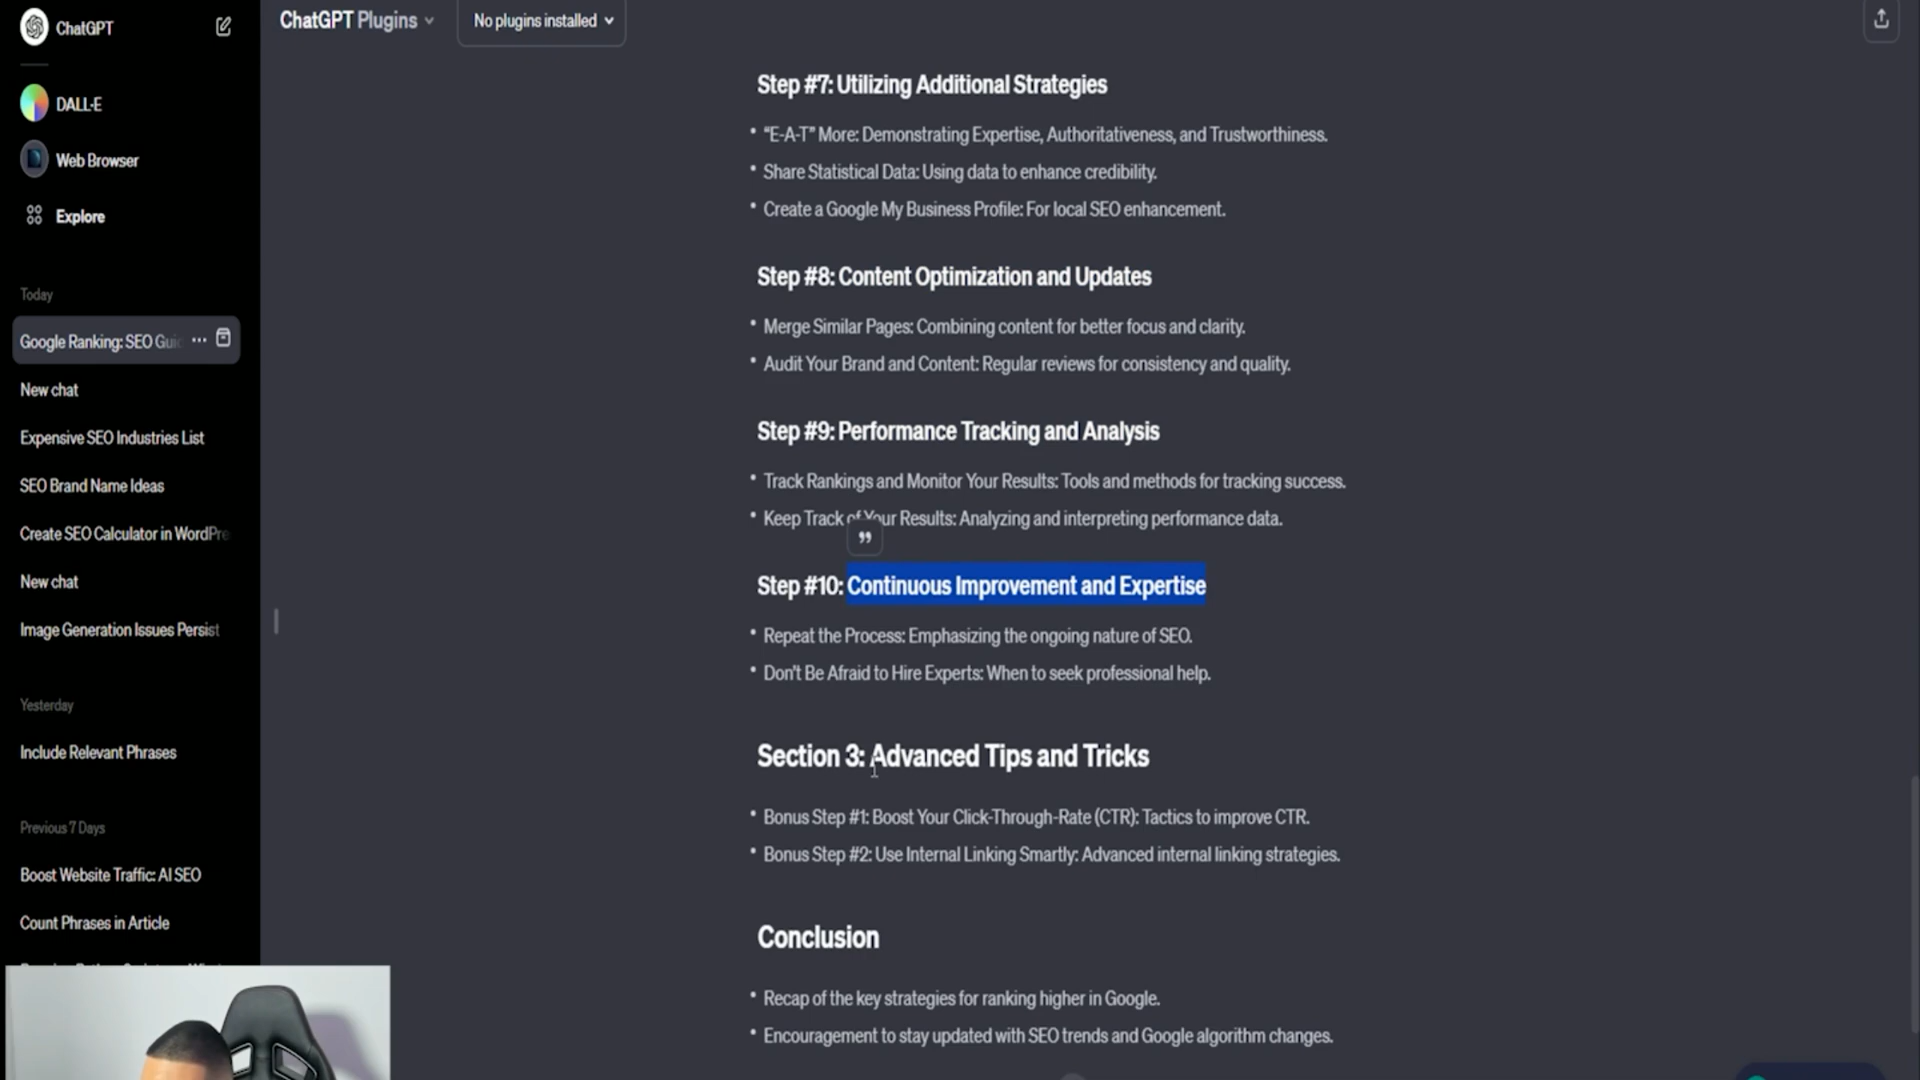 ChatGPT
DALL·E
Web Browser
Explore
Today
Google Ranking: SEO Gui
New chat
Expensive SEO Industries List
SEO Brand Name Ideas
Create SEO Calculator in WordPre
New chat
Image Generation Issues Persist
Yesterday
Include Relevant Phrases
Previous 7 Days
Boost Website Traffic: AI SEO
Count Phrases in Article
ChatGPT Plugins
No plugins installed
Step #7: Utilizing Additional Strategies
• “E-A-T” More: Demonstrating Expertise, Authoritativeness, and Trustworthiness.
• Share Statistical Data: Using data to enhance credibility.
• Create a Google My Business Profile: For local SEO enhancement.
Step #8: Content Optimization and Updates
• Merge Similar Pages: Combining content for better focus and clarity.
• Audit Your Brand and Content: Regular reviews for consistency and quality.
Step #9: Performance Tracking and Analysis
• Track Rankings and Monitor Your Results: Tools and methods for tracking success.
• Keep Track of Your Results: Analyzing and interpreting performance data.
Step #10: Continuous Improvement and Expertise
• Repeat the Process: Emphasizing the ongoing nature of SEO.
• Don't Be Afraid to Hire Experts: When to seek professional help.
Section 3: Advanced Tips and Tricks
• Bonus Step #1: Boost Your Click-Through-Rate (CTR): Tactics to improve CTR.
• Bonus Step #2: Use Internal Linking Smartly: Advanced internal linking strategies.
Conclusion
• Recap of the key strategies for ranking higher in Google.
• Encouragement to stay updated with SEO trends and Google algorithm changes.